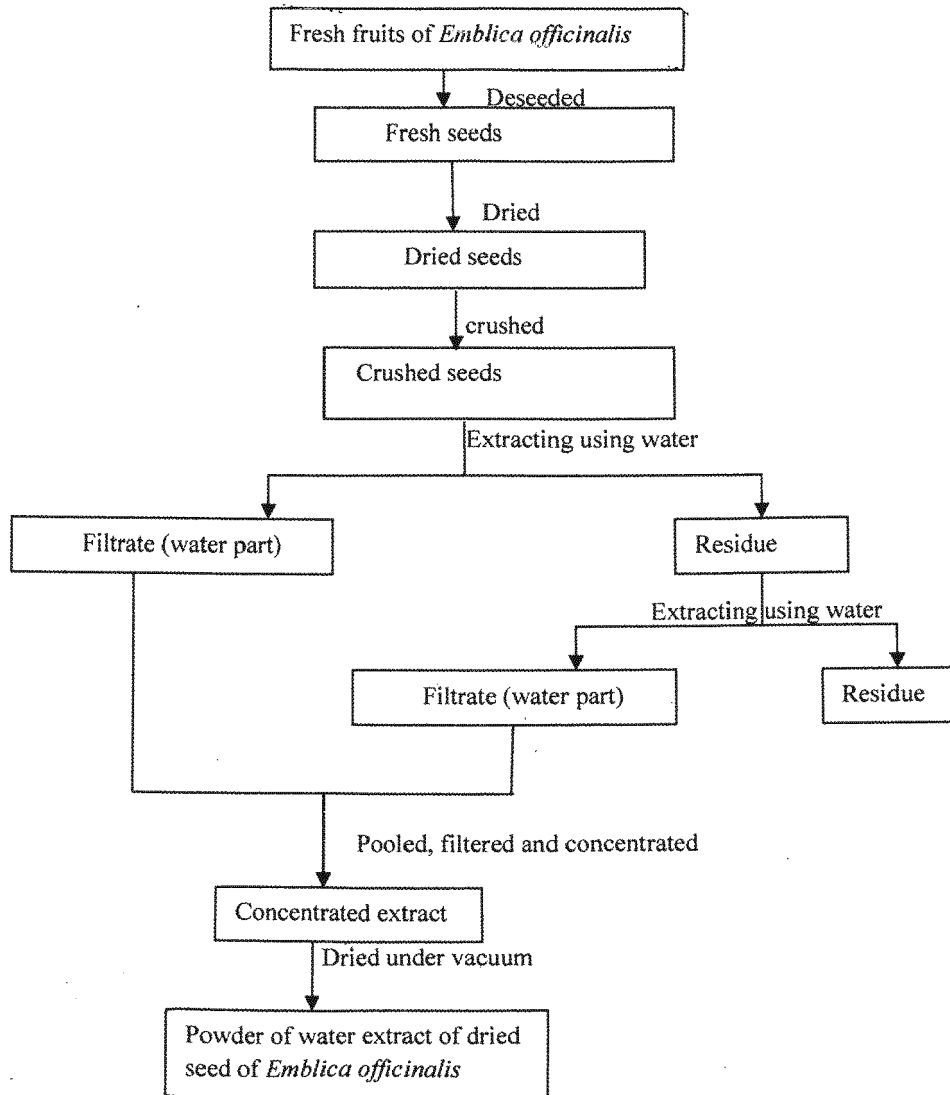 Fresh fruits of Emblica officinalis
Deseeded
Fresh seeds
Dried
Dried seeds
crushed
Crushed seeds
Extracting using water
Filtrate (water part)
Residue
Extracting using water
Filtrate (water part)
Residue
Pooled, filtered and concentrated
Concentrated extract
Dried under vacuum
Powder of water extract of dried
seed of Emblica officinalis